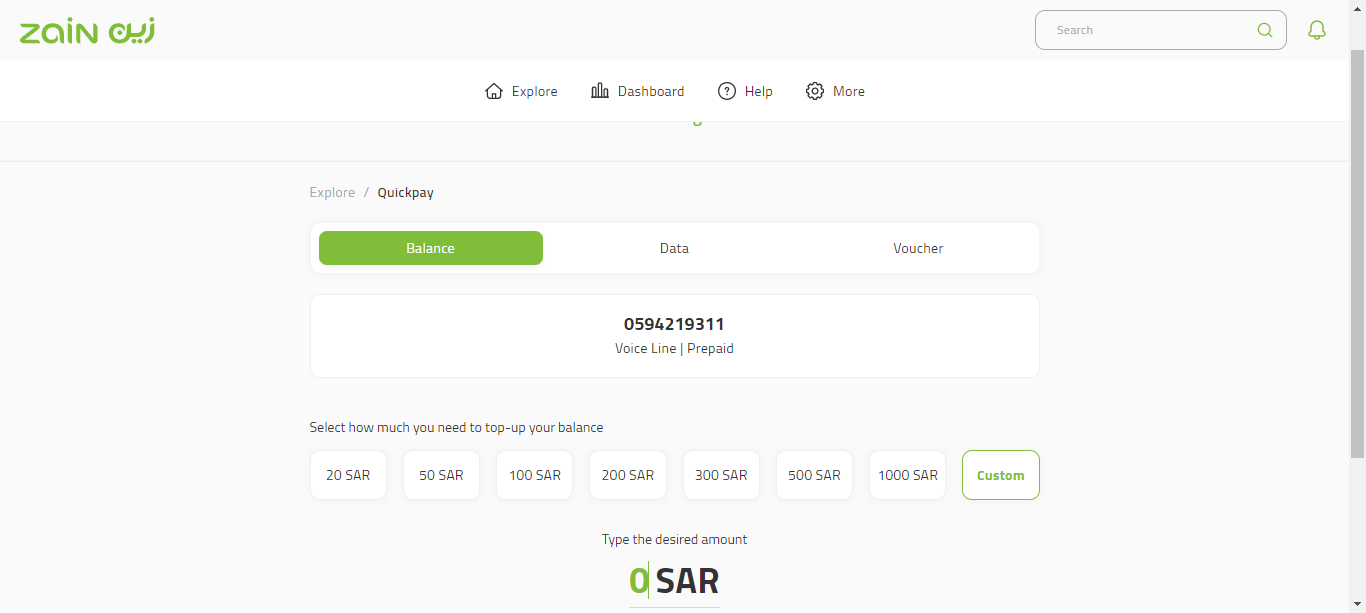 zain زين
Search
Explore
Dashboard
Help
More
Explore / Quickpay
Balance
Data
Voucher
0594219311
Voice Line | Prepaid
Select how much you need to top-up your balance
20 SAR
50 SAR
100 SAR
200 SAR
300 SAR
500 SAR
1000 SAR
Custom
Type the desired amount
0 SAR